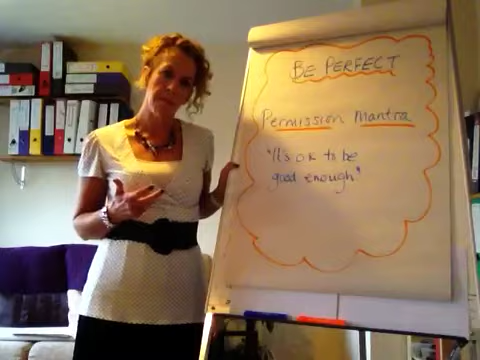 BE PERFECT
Permission Mantra
"It's OK to be
good enough"